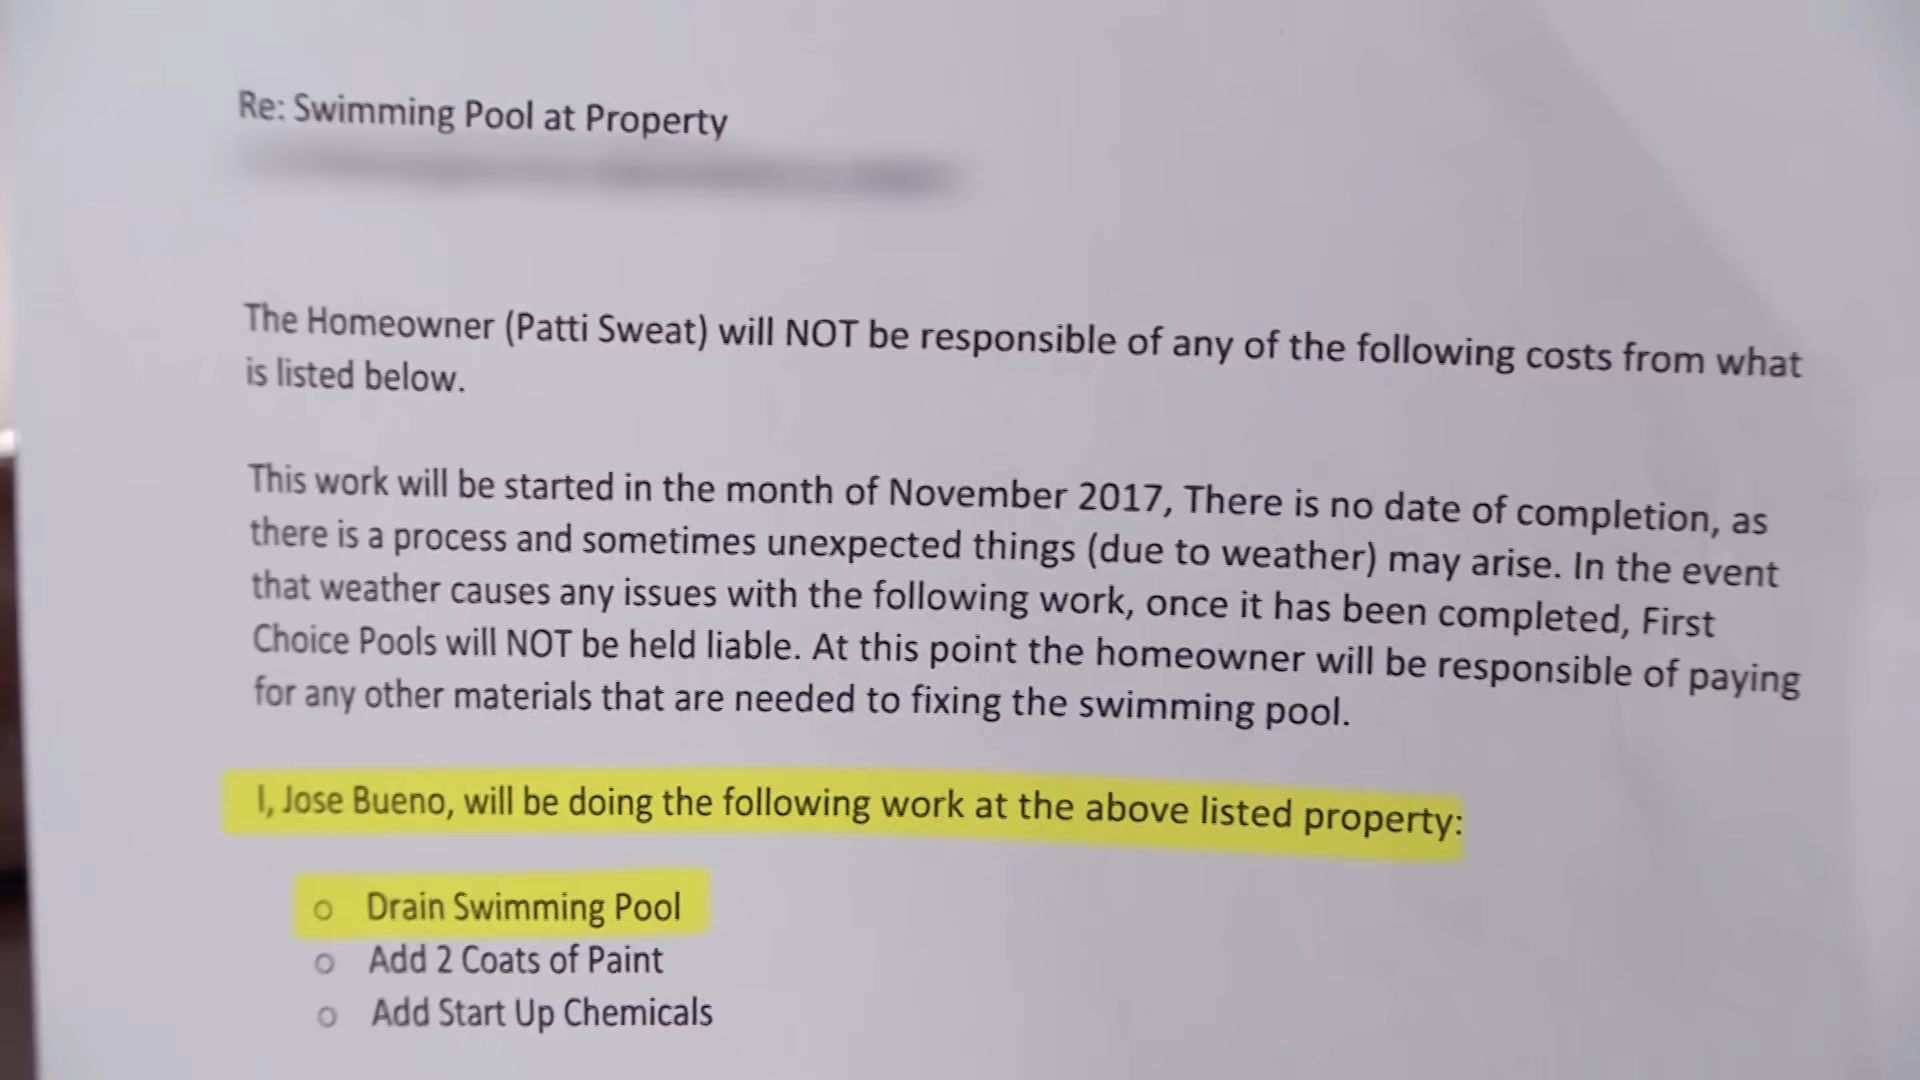 Re: Swimming Pool at Property
The Homeowner (Patti Sweat) will NOT be responsible of any of the following costs from what
is listed below.
This work will be started in the month of November 2017, There is no date of completion, as
there is a process and sometimes unexpected things (due to weather) may arise. In the event
that weather causes any issues with the following work, once it has been completed, First
Choice Pools will NOT be held liable. At this point the homeowner will be responsible of paying
for any other materials that are needed to fixing the swimming pool.
I, Jose Bueno, will be doing the following work at the above listed property:
o Drain Swimming Pool
o Add 2 Coats of Paint
o Add Start Up Chemicals